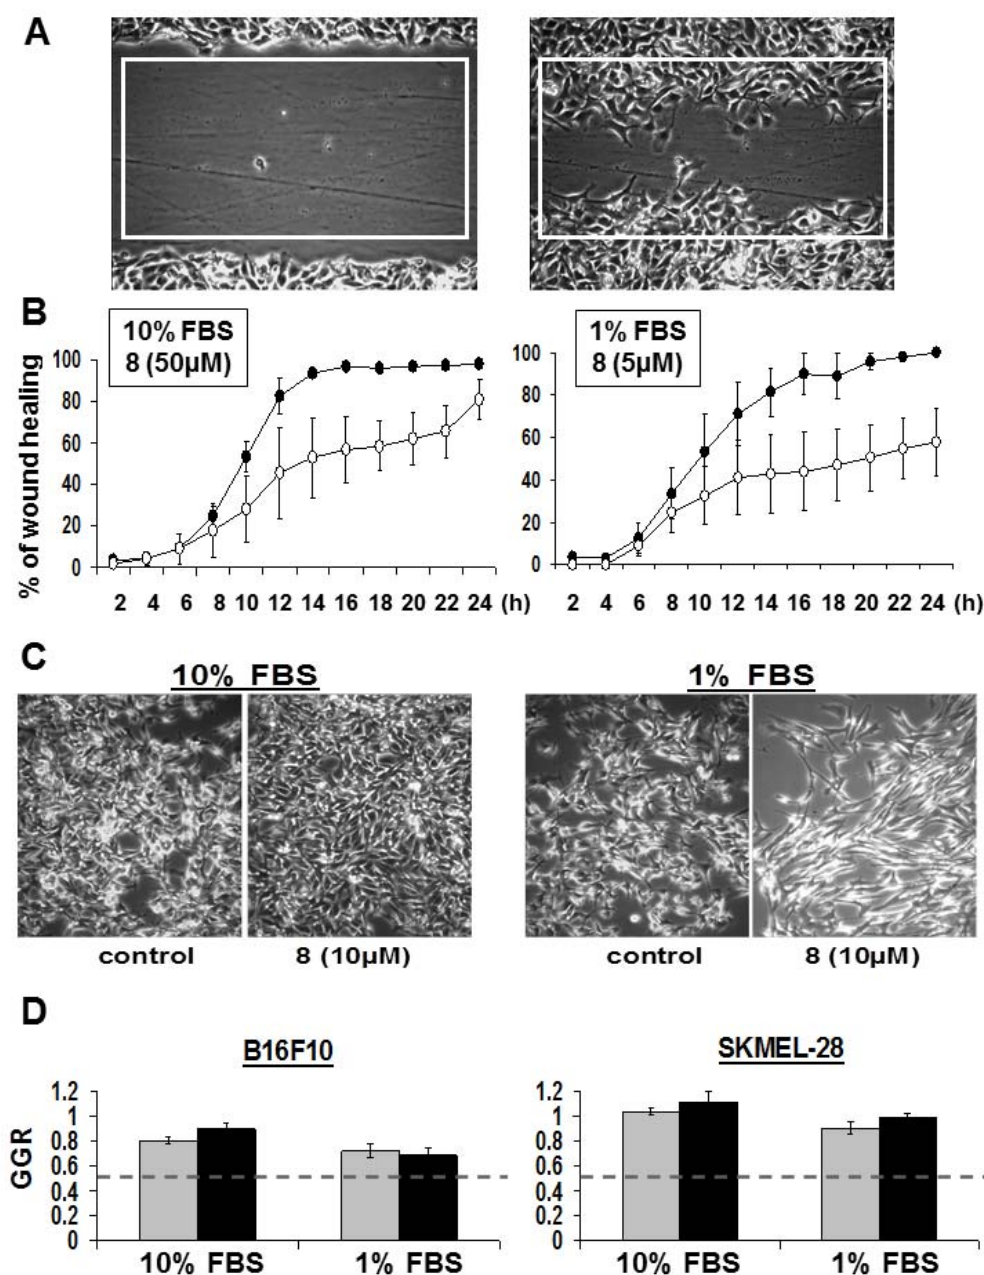 A
B
10% FBS
8 (50µM)
1% FBS
8 (5µM)
% of wound healing
100
80
60
40
20
0
2 4 6 8 10 12 14 16 18 20 22 24 (h)
100
80
60
40
20
0
2 4 6 8 10 12 14 16 18 20 22 24 (h)
C
10% FBS
1% FBS
control
8 (10µM)
control
8 (10µM)
D
B16F10
SKMEL-28
GGR
1.2
1
0.8
0.6
0.4
0.2
0
10% FBS
1% FBS
1.2
1
0.8
0.6
0.4
0.2
0
10% FBS
1% FBS